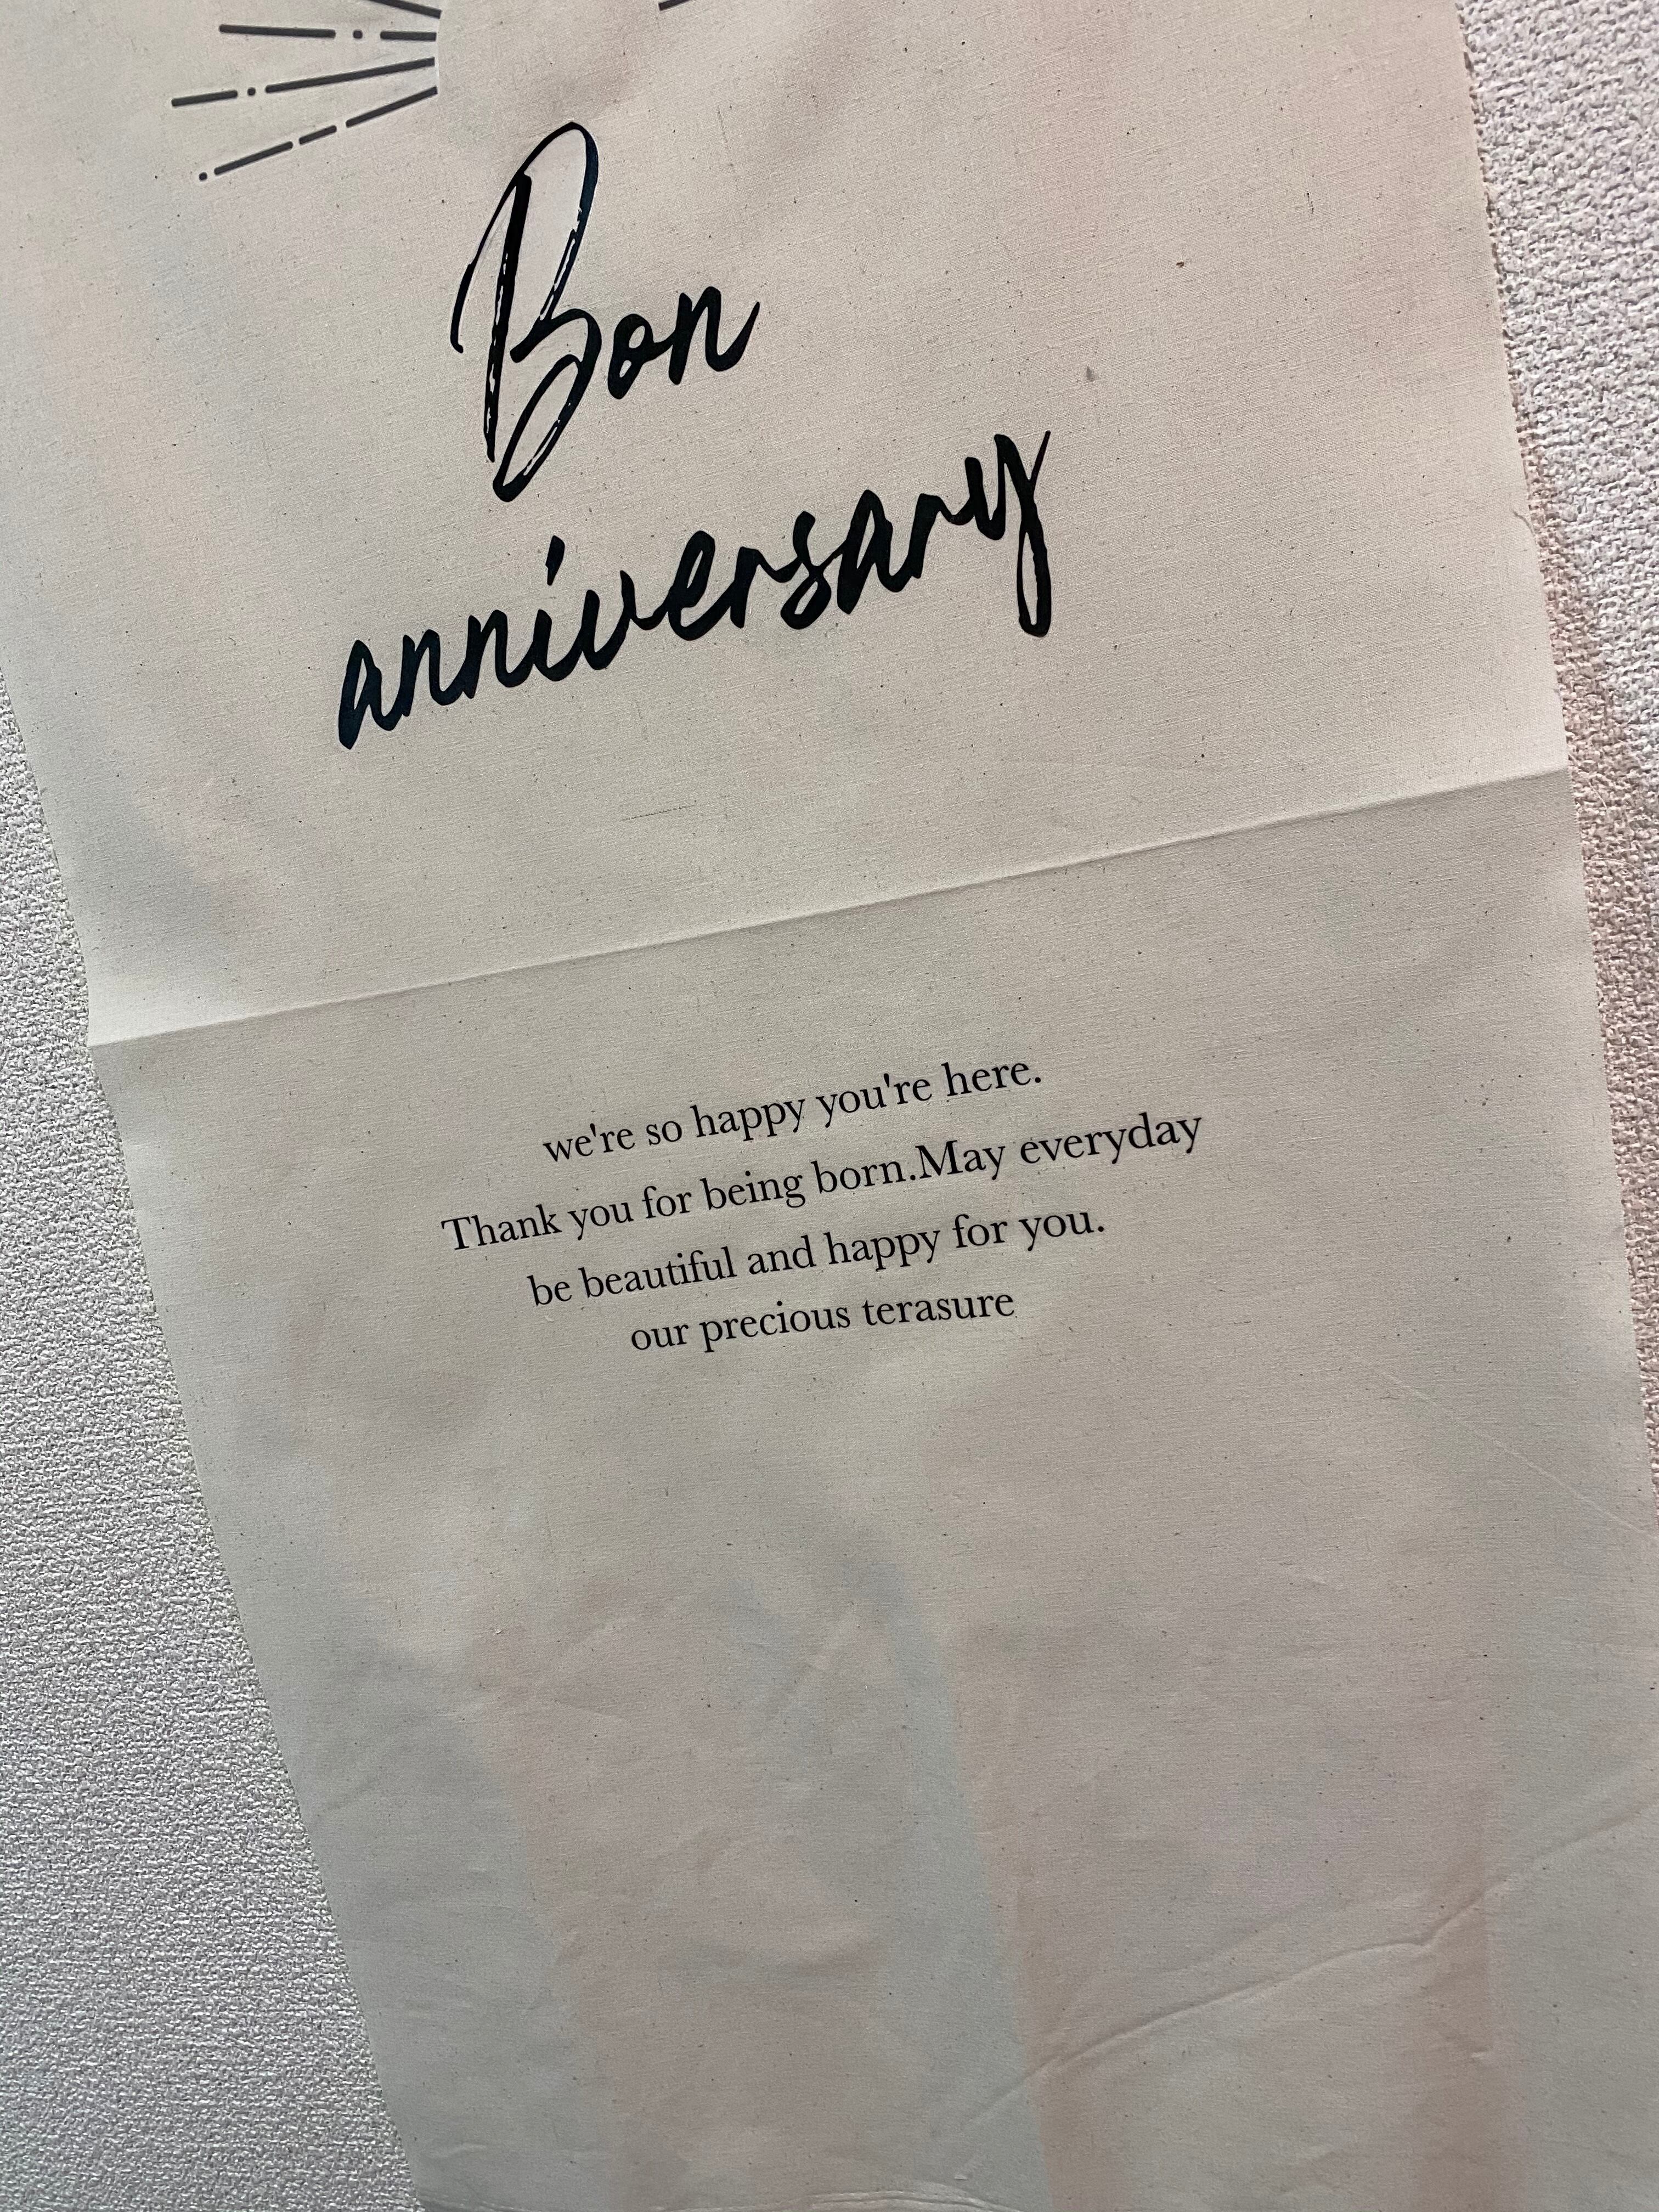 Bon
anniversary
we're so happy you're here.
Thank you for being born.May everyday
be beautiful and happy for you.
our precious terasure